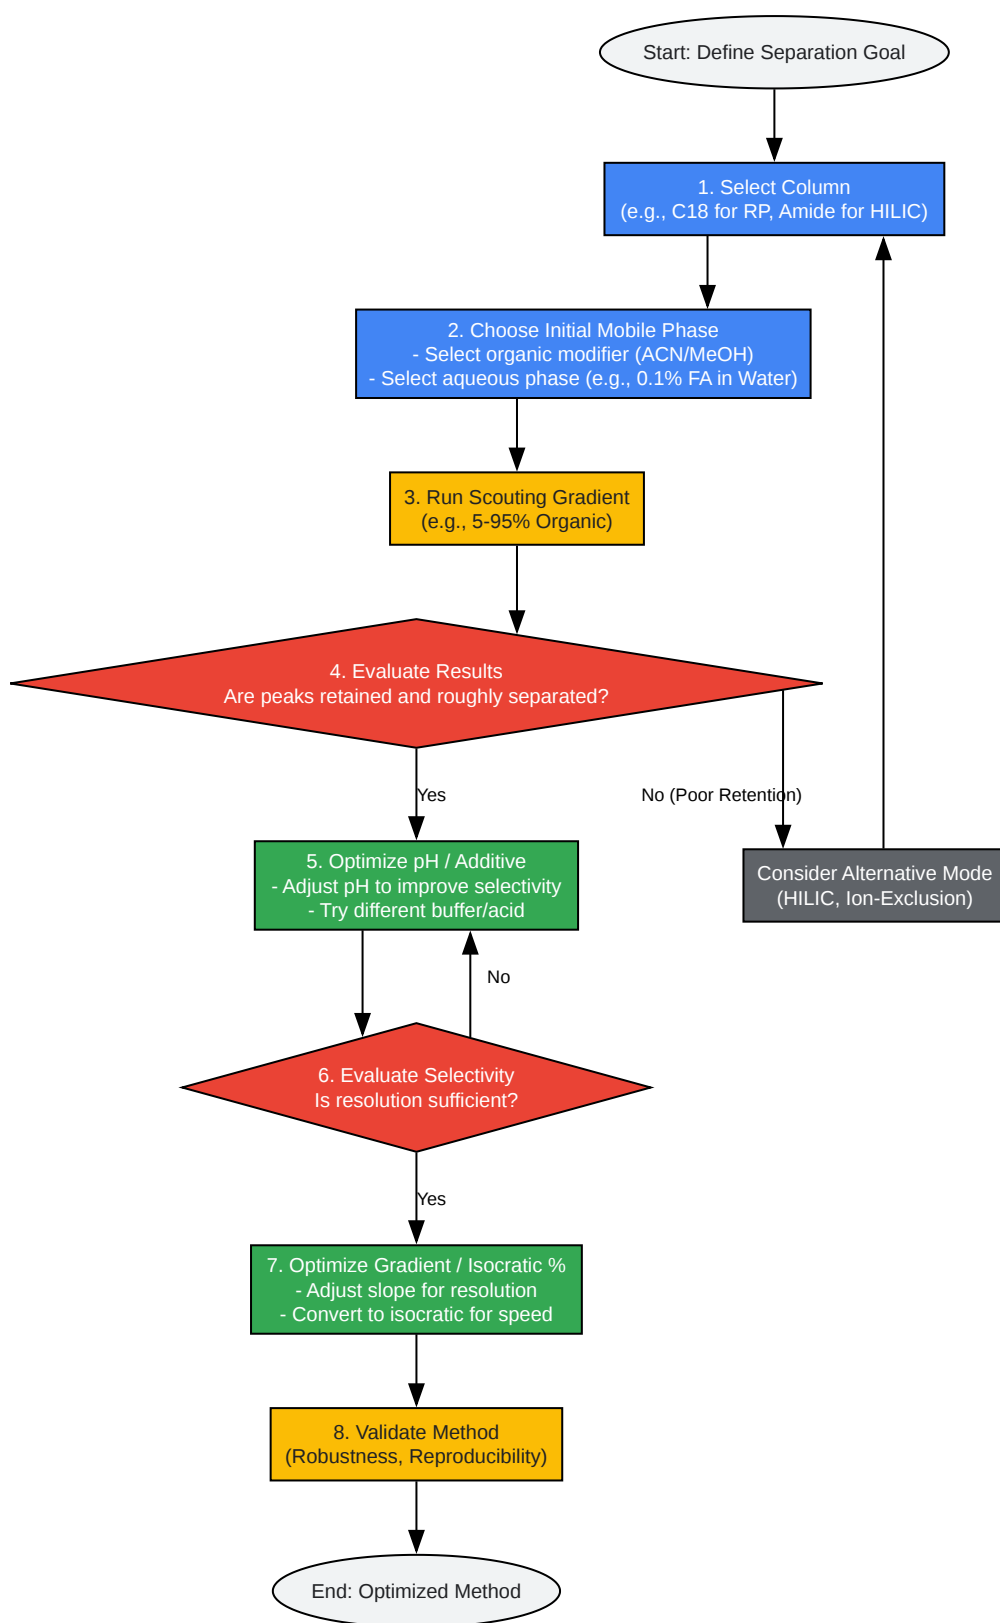 Start: Define Separation Goal
1. Select Column
(e.g., C18 for RP, Amide for HILIC)
2. Choose Initial Mobile Phase
- Select organic modifier (ACN/MeOH)
- Select aqueous phase (e.g., 0.1% FA in Water)
3. Run Scouting Gradient
(e.g., 5-95% Organic)
4. Evaluate Results
Are peaks retained and roughly separated?
Yes
No (Poor Retention)
5. Optimize pH / Additive
- Adjust pH to improve selectivity
- Try different buffer/acid
Consider Alternative Mode
(HILIC, Ion-Exclusion)
No
6. Evaluate Selectivity
Is resolution sufficient?
Yes
7. Optimize Gradient / Isocratic %
- Adjust slope for resolution
- Convert to isocratic for speed
8. Validate Method
(Robustness, Reproducibility)
End: Optimized Method